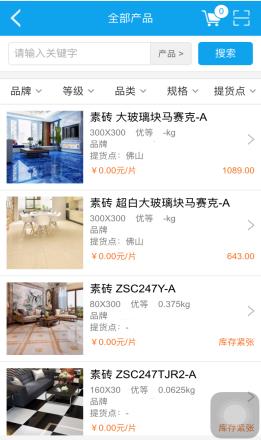 全部产品
0
请输入关键字 产品 > 搜索
品牌 等级 品类 规格 提货点
素砖 大玻璃块马赛克-A
300X300 优等 -kg
品牌
提货点：佛山
￥0.00元/片 1089.00
素砖 超白大玻璃块马赛克-A
300X300 优等 -kg
品牌
提货点：佛山
￥0.00元/片 643.00
素砖 ZSC247Y-A
80X300 优等 0.375kg
品牌
提货点：-
￥0.00元/片 库存紧张
素砖 ZSC247TJR2-A
160X30 优等 0.0625kg
品牌
提货点：-
￥0.00元/片 库存紧张